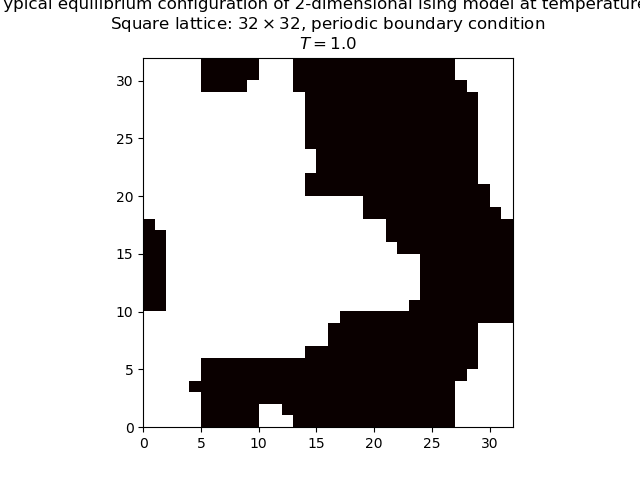 ypical equilibrium configuration of 2-dimensional Ising model at temperature
Square lattice: 32 × 32, periodic boundary condition
T = 1.0
30
25
20
15
10
5
0
0 5 10 15 20 25 30